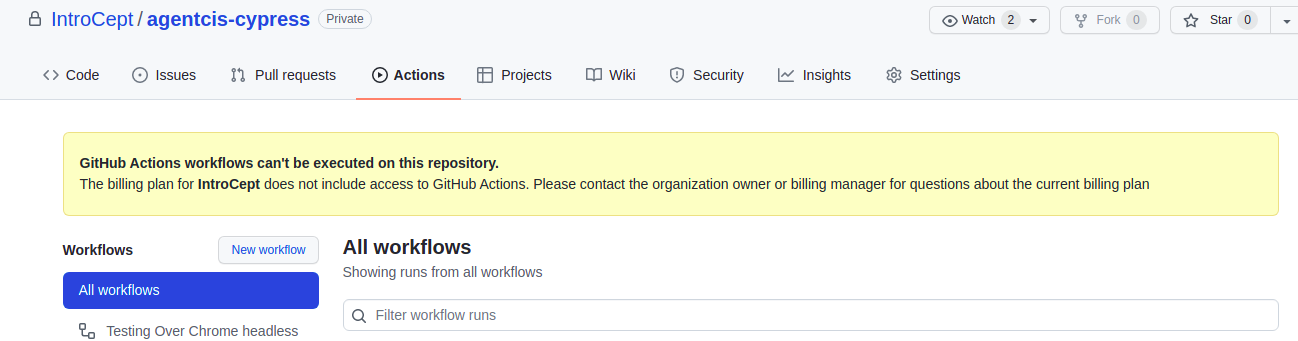 IntroCept / agentcis-cypress Private Watch 2 Fork 0 Star 0
Code Issues Pull requests Actions Projects Wiki Security Insights Settings
GitHub Actions workflows can't be executed on this repository.
The billing plan for IntroCept does not include access to GitHub Actions. Please contact the organization owner or billing manager for questions about the current billing plan
Workflows New workflow
All workflows
Testing Over Chrome headless
All workflows
Showing runs from all workflows
Filter workflow runs